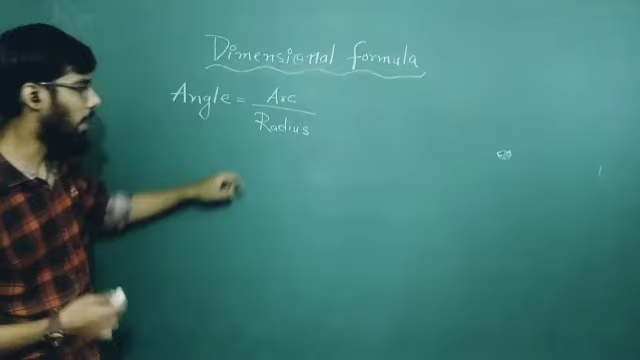 Dimensional formula
Angle = Arc
Radius